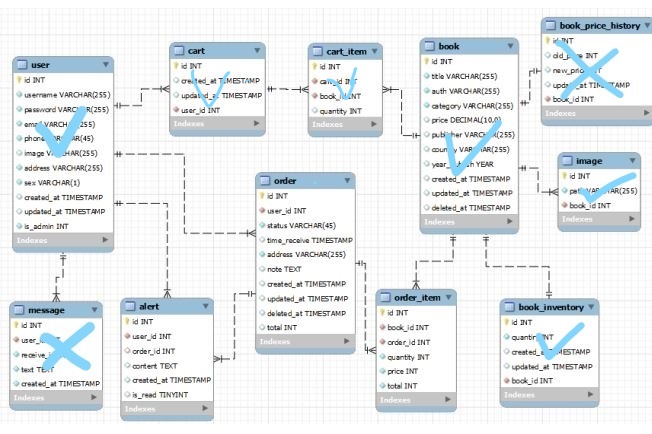 user
id INT
username VARCHAR(255)
password VARCHAR(255)
email VARCHAR(255)
phone VARCHAR(45)
image VARCHAR(255)
address VARCHAR(255)
sex VARCHAR(1)
created_at TIMESTAMP
updated_at TIMESTAMP
is_admin INT
Indexes
cart
id INT
created_at TIMESTAMP
updated_at TIMESTAMP
user_id INT
Indexes
cart_item
id INT
cart_id INT
book_id INT
quantity INT
Indexes
book
id INT
title VARCHAR(255)
auth VARCHAR(255)
category VARCHAR(255)
price DECIMAL(10,0)
publisher VARCHAR(255)
VARCHAR(255)
YEAR
created_at TIMESTAMP
updated_at TIMESTAMP
deleted_at TIMESTAMP
Indexes
book_price_history
id INT
old_price INT
new_price INT
updated_at TIMESTAMP
book_id INT
Indexes
image
id INT
path VARCHAR(255)
book_id INT
Indexes
order
id INT
user_id INT
status VARCHAR(45)
time_receive TIMESTAMP
address VARCHAR(255)
note TEXT
created_at TIMESTAMP
updated_at TIMESTAMP
deleted_at TIMESTAMP
total INT
Indexes
message
id INT
user_id INT
text TEXT
created_at TIMESTAMP
Indexes
alert
id INT
user_id INT
order_id INT
content TEXT
created_at TIMESTAMP
is_read TINYINT
Indexes
order_item
id INT
book_id INT
order_id INT
quantity INT
price INT
total INT
Indexes
book_inventory
id INT
quantity INT
created_at TIMESTAMP
updated_at TIMESTAMP
book_id INT
Indexes